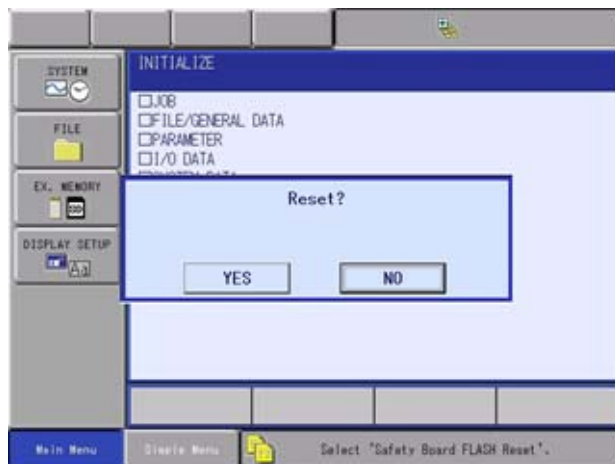 SYSTEM
FILE
EX. MEMORY
DISPLAY SETUP
INITIALIZE
JOB
FILE/GENERAL DATA
PARAMETER
I/O DATA
Reset?
YES
NO
Main Menu
Simple Menu
Select "Safety Board FLASH Reset".